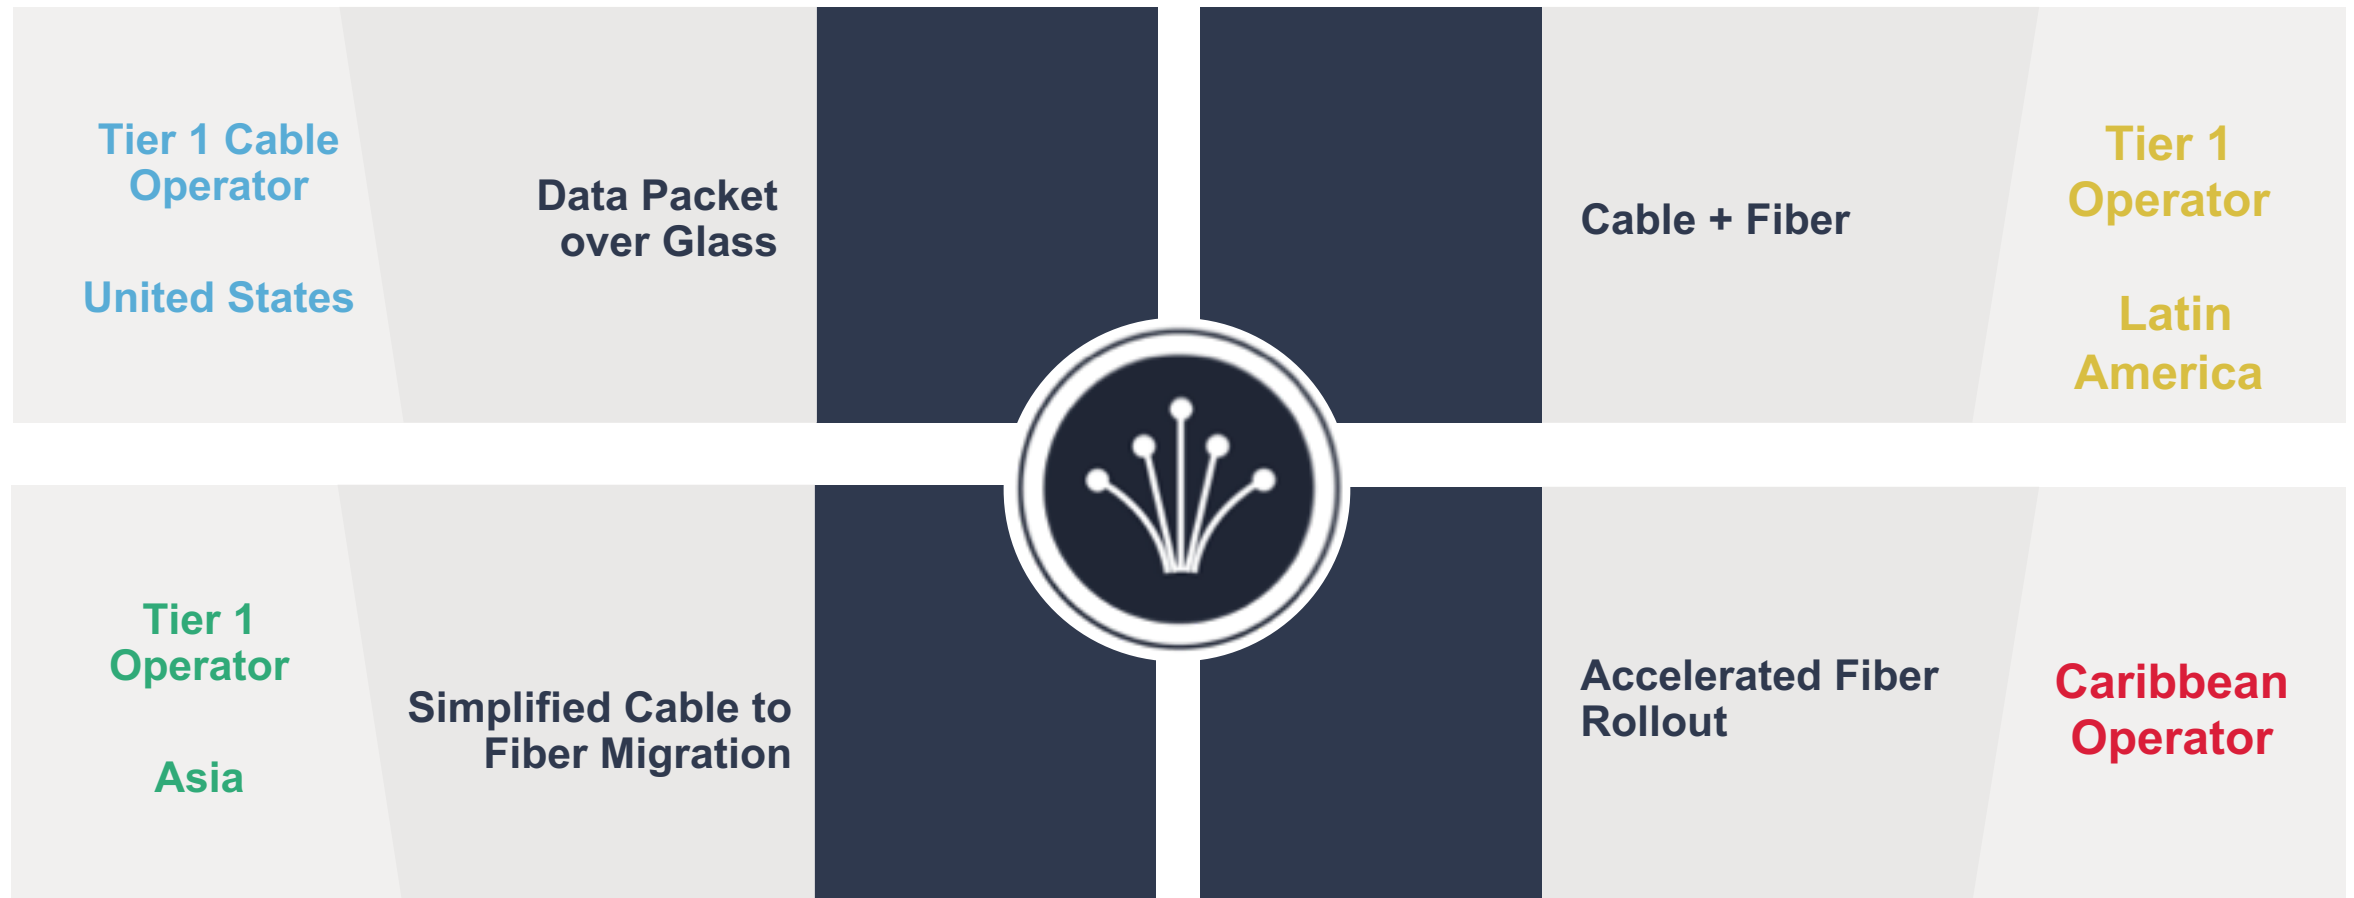 Tier 1 Cable
Operator
United States
Data Packet
over Glass
Cable + Fiber
Tier 1
Operator
Latin
America
Tier 1
Operator
Asia
Simplified Cable to
Fiber Migration
Accelerated Fiber
Rollout
Caribbean
Operator